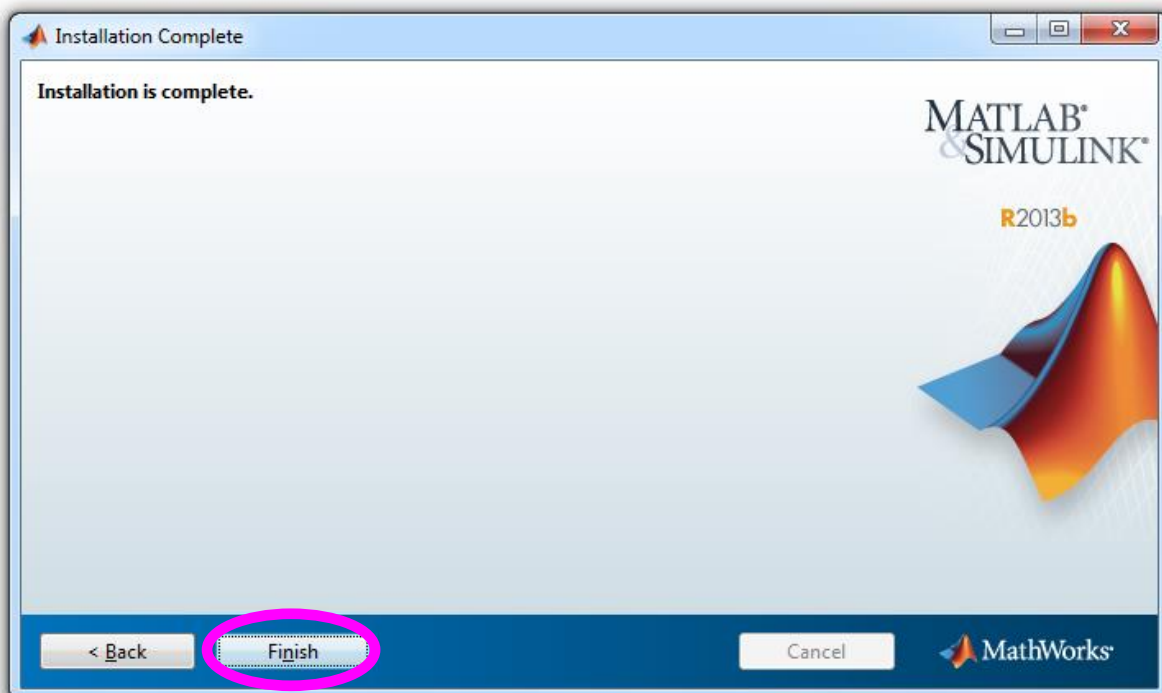 Installation Complete
Installation is complete.
MATLAB®
&SIMULINK®
R2013b
< Back
Finish
Cancel
MathWorks®